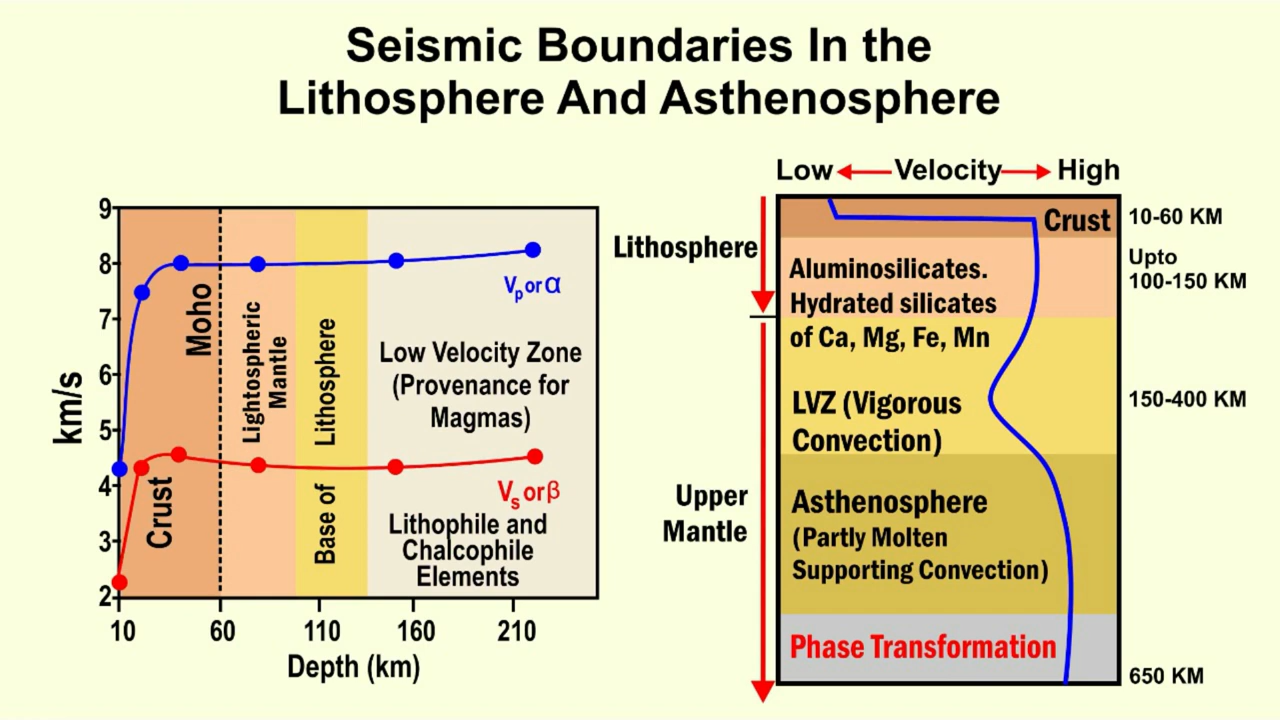 Seismic Boundaries In the
Lithosphere And Asthenosphere
9
8
7
6
5
4
3
2
km/s
10
60
110
160
210
Depth (km)
Crust
Moho
Lightospheric
Mantle
Base of Lithosphere
Vp or α
Low Velocity Zone
(Provenance for
Magmas)
Vs or β
Lithophile and
Chalcophile
Elements
Low Velocity High
Lithosphere
Upper
Mantle
Crust
Aluminosilicates.
Hydrated silicates
of Ca, Mg, Fe, Mn
LVZ (Vigorous
Convection)
Asthenosphere
(Partly Molten
Supporting Convection)
Phase Transformation
10-60 KM
Upto
100-150 KM
150-400 KM
650 KM